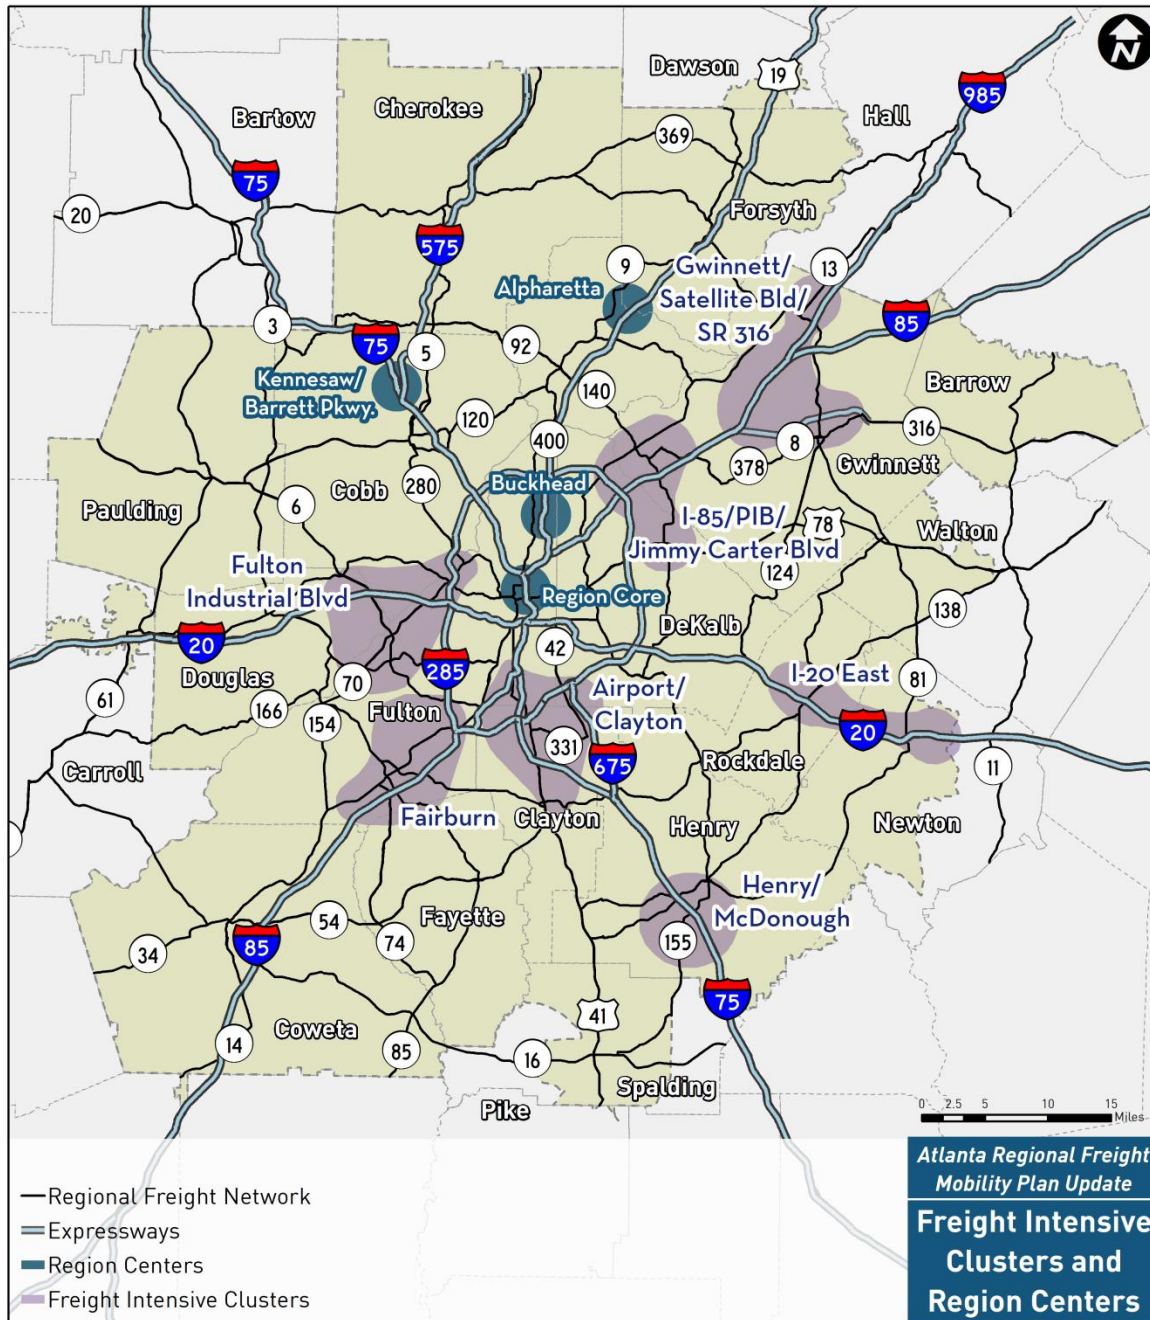 N
Dawson
19
Hall
985
Cherokee
Bartow
369
75
20
Forsyth
575
9
Gwinnett/
Satellite Bld/
SR 316
13
Alpharetta
3
75
5
92
85
Kennesaw/
Barrett Pkwy.
140
Barrow
120
400
8
316
378
Gwinnett
280
Cobb
Buckhead
6
Paulding
I-85/PIB/
Jimmy Carter Blvd
78
Walton
124
Fulton
Industrial Blvd
Region Core
138
DeKalb
20
42
285
Douglas
70
I-20 East
81
61
166
154
Fulton
Airport/
Clayton
20
331
675
Rockdale
Carroll
11
Fairburn
Clayton
Henry
Newton
Henry/
McDonough
54
Fayette
34
85
74
155
75
41
14
Coweta
85
16
Spalding
Pike
0 2.5 5 10 15
Miles
Regional Freight Network
Expressways
Region Centers
Freight Intensive Clusters
Atlanta Regional Freight
Mobility Plan Update
Freight Intensive
Clusters and
Region Centers